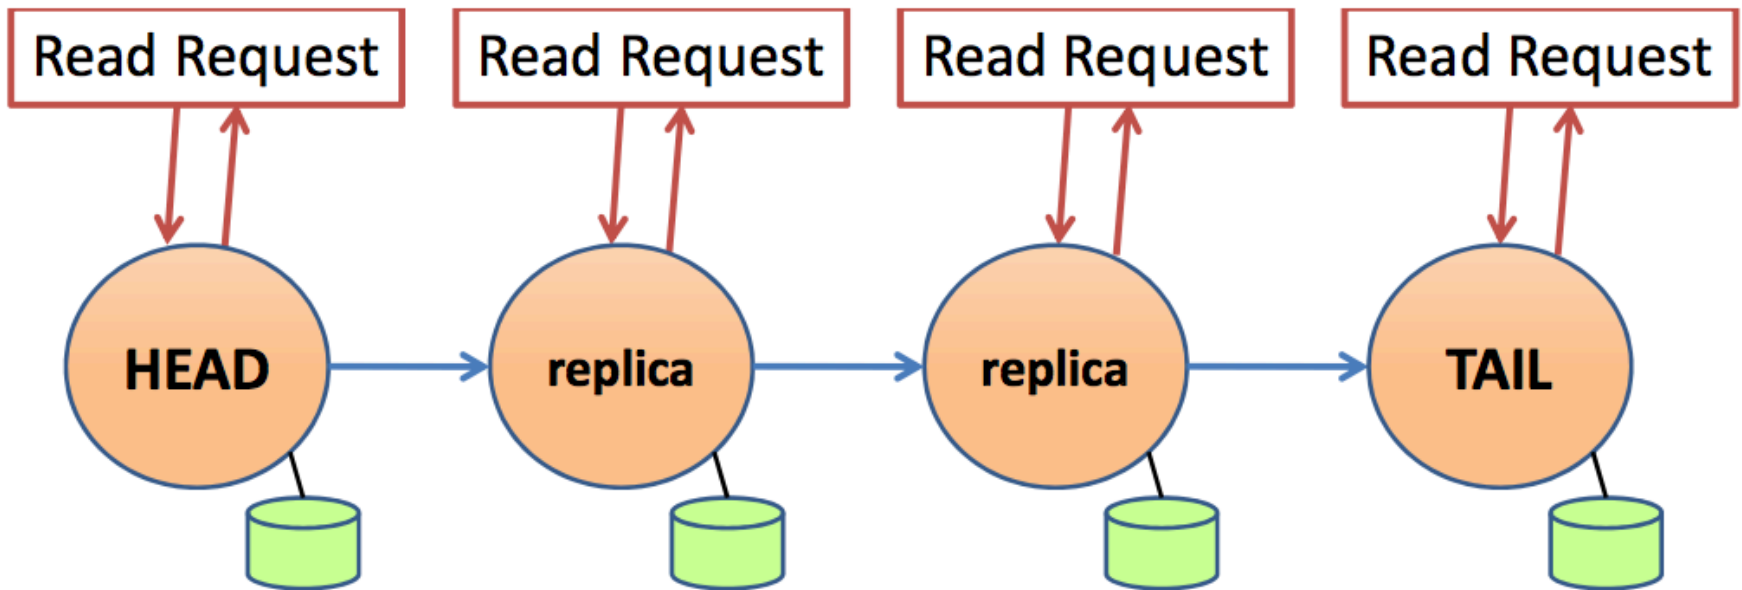 Read Request
Read Request
Read Request
Read Request
HEAD
replica
replica
TAIL